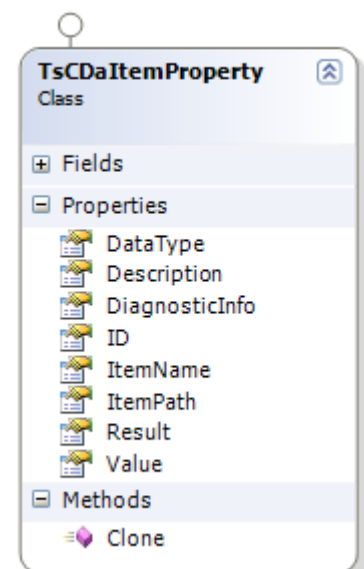 TsCDaItemProperty
Class
Fields
Properties
DataType
Description
DiagnosticInfo
ID
ItemName
ItemPath
Result
Value
Methods
Clone